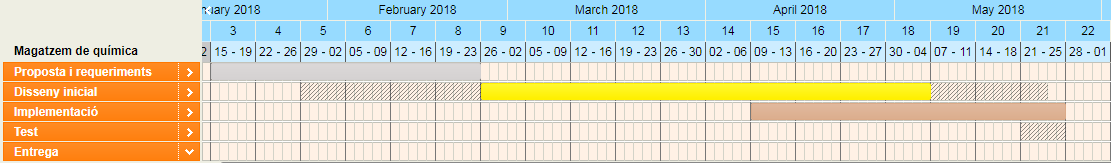 nuary 2018 February 2018 March 2018 April 2018 May 2018
3 4 5 6 7 8 9 10 11 12 13 14 15 16 17 18 19 20 21 22
Magatzem de química 2 15 - 19 22 - 26 29 - 02 05 - 09 12 - 16 19 - 23 26 - 02 05 - 09 12 - 16 19 - 23 26 - 30 02 - 06 09 - 13 16 - 20 23 - 27 30 - 04 07 - 11 14 - 18 21 - 25 28 - 01
Proposta i requeriments
Disseny inicial
Implementació
Test
Entrega